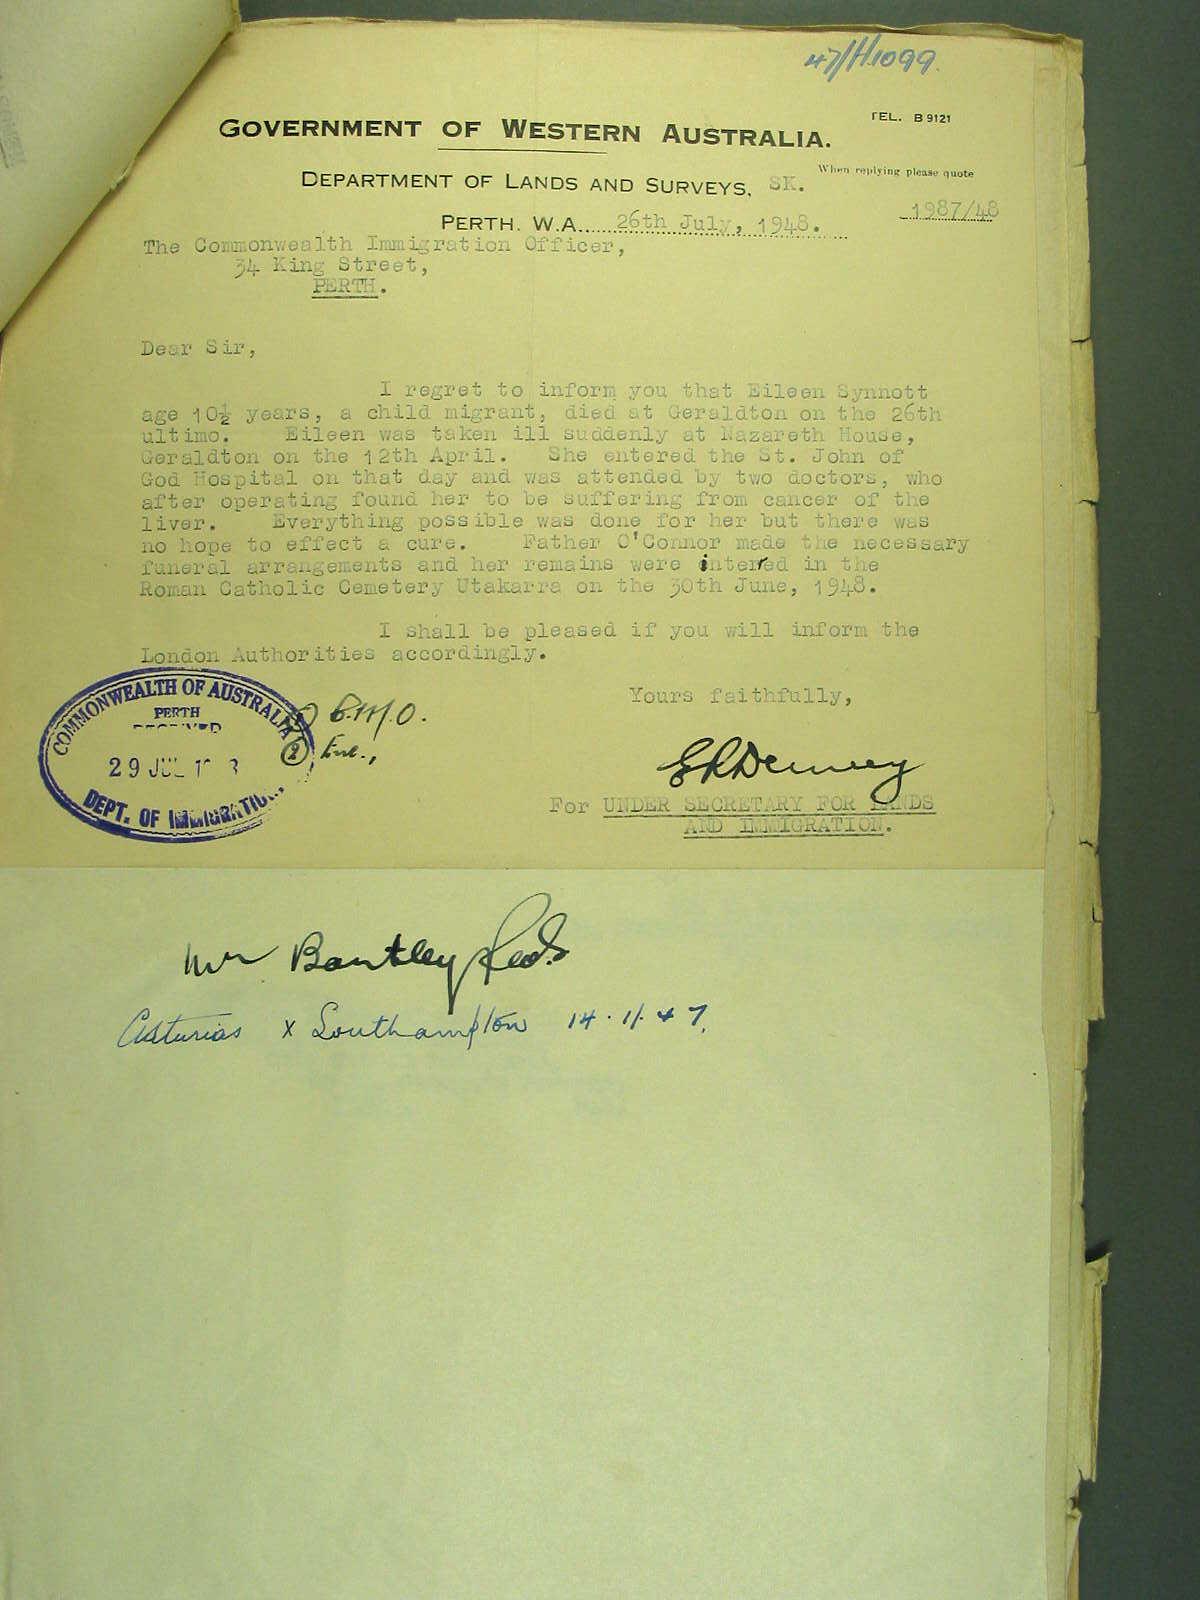 47/H1099.
TEL. B 9121
GOVERNMENT OF WESTERN AUSTRALIA.
When replying please quote
DEPARTMENT OF LANDS AND SURVEYS, SK.
1987/48
PERTH. W.A. 26th July, 1948.
The Commonwealth Immigration Officer,
34 King Street,
PERTH.
Dear Sir,
I regret to inform you that Eileen Synnott
age 10½ years, a child migrant, died at Geraldton on the 26th
ultimo. Eileen was taken ill suddenly at Nazareth House,
Geraldton on the 12th April. She entered the St. John of
God Hospital on that day and was attended by two doctors, who
after operating found her to be suffering from cancer of the
liver. Everything possible was done for her but there was
no hope to effect a cure. Father O'Connor made the necessary
funeral arrangements and her remains were interred in the
Roman Catholic Cemetery Utakarra on the 30th June, 1948.
I shall be pleased if you will inform the
London Authorities accordingly.
Yours faithfully,
For UNDER SECRETARY FOR LANDS
AND IMMIGRATION.
COMMONWEALTH OF AUSTRALIA
PERTH
RECEIVED
29 JUL
DEPT. OF IMMIGRATION
2
Mr Bantley
Asturias x Southampton 14.11.47.